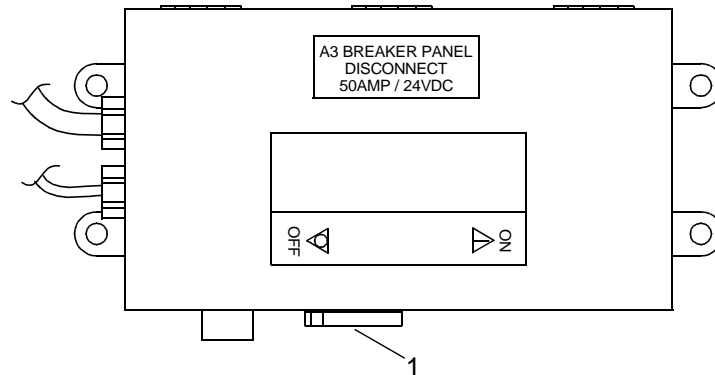 A3 BREAKER PANEL
DISCONNECT
50AMP / 24VDC
OFF
ON
1